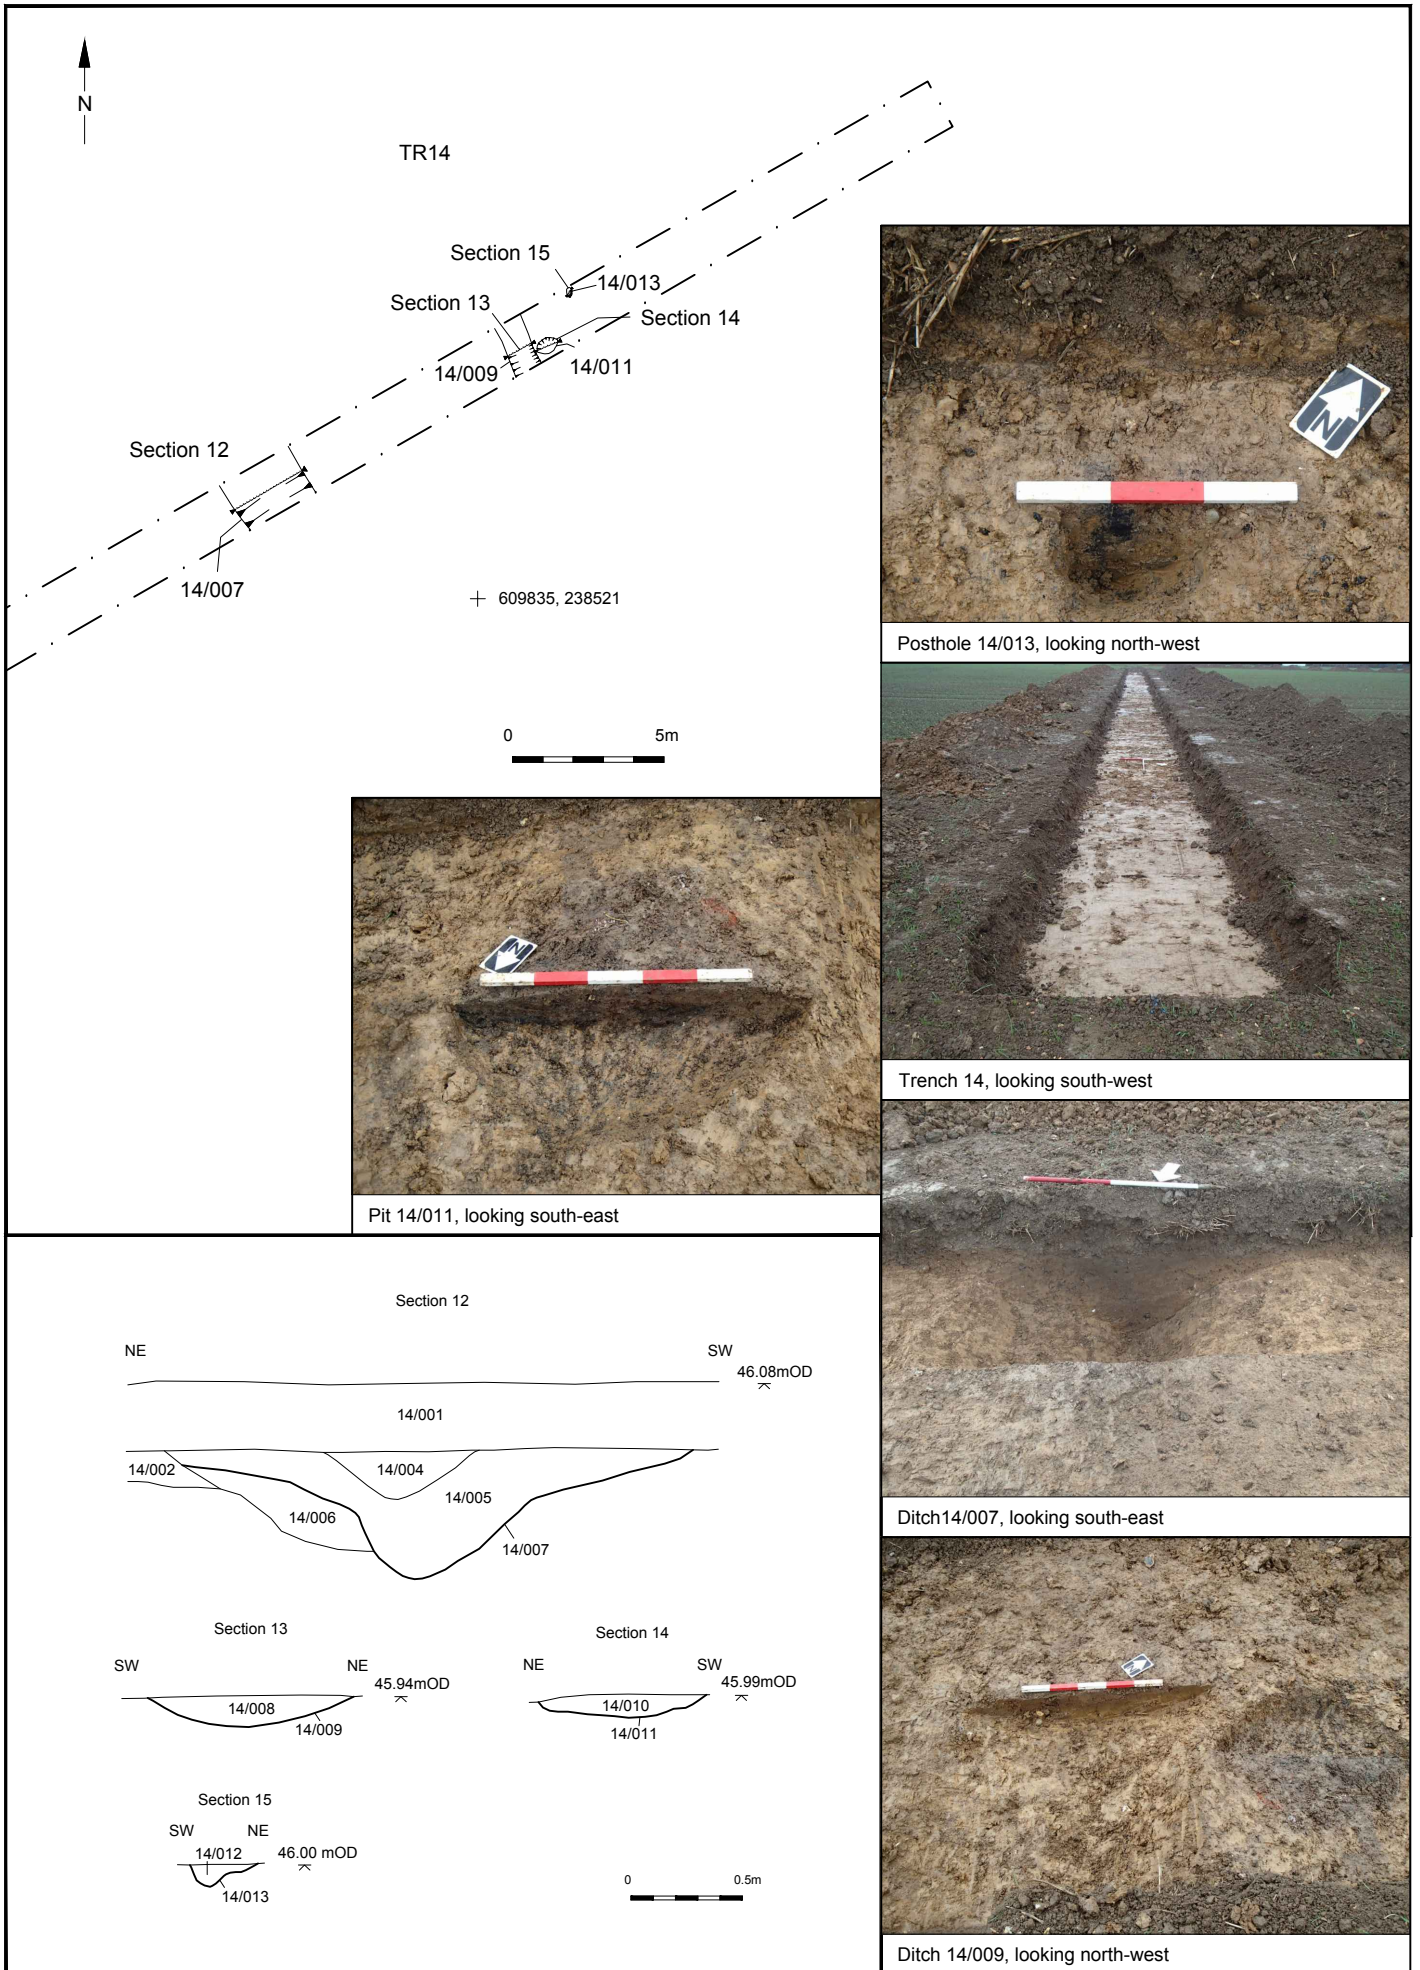 N
TR14
Section 15
14/013
Section 13
Section 14
14/009
14/011
Section 12
14/007
609835, 238521
0 5m
N
Posthole 14/013, looking north-west
Trench 14, looking south-west
N
Pit 14/011, looking south-east
Ditch14/007, looking south-east
N
Ditch 14/009, looking north-west
Section 12
NE SW
46.08mOD
14/001
14/002
14/004
14/005
14/006
14/007
Section 13
SW NE
45.94mOD
14/008
14/009
Section 14
NE SW
45.99mOD
14/010
14/011
Section 15
SW NE
14/012 46.00 mOD
14/013
0 0.5m